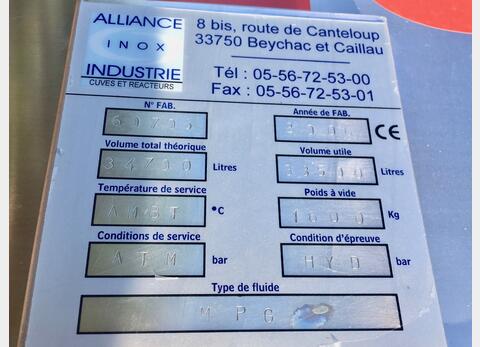 ALLIANCE
INOX
INDUSTRIE
CUVES ET RÉACTEURS
8 bis, route de Canteloup
33750 Beychac et Caillau
Tél : 05-56-72-53-00
Fax : 05-56-72-53-01
N° FAB. Année de FAB.
CE
Volume total théorique Volume utile
34700 Litres Litres
Température de service Poids à vide
AMBT °C 1600 Kg
Conditions de service Condition d'épreuve
ATM bar HYD bar
Type de fluide
MPG